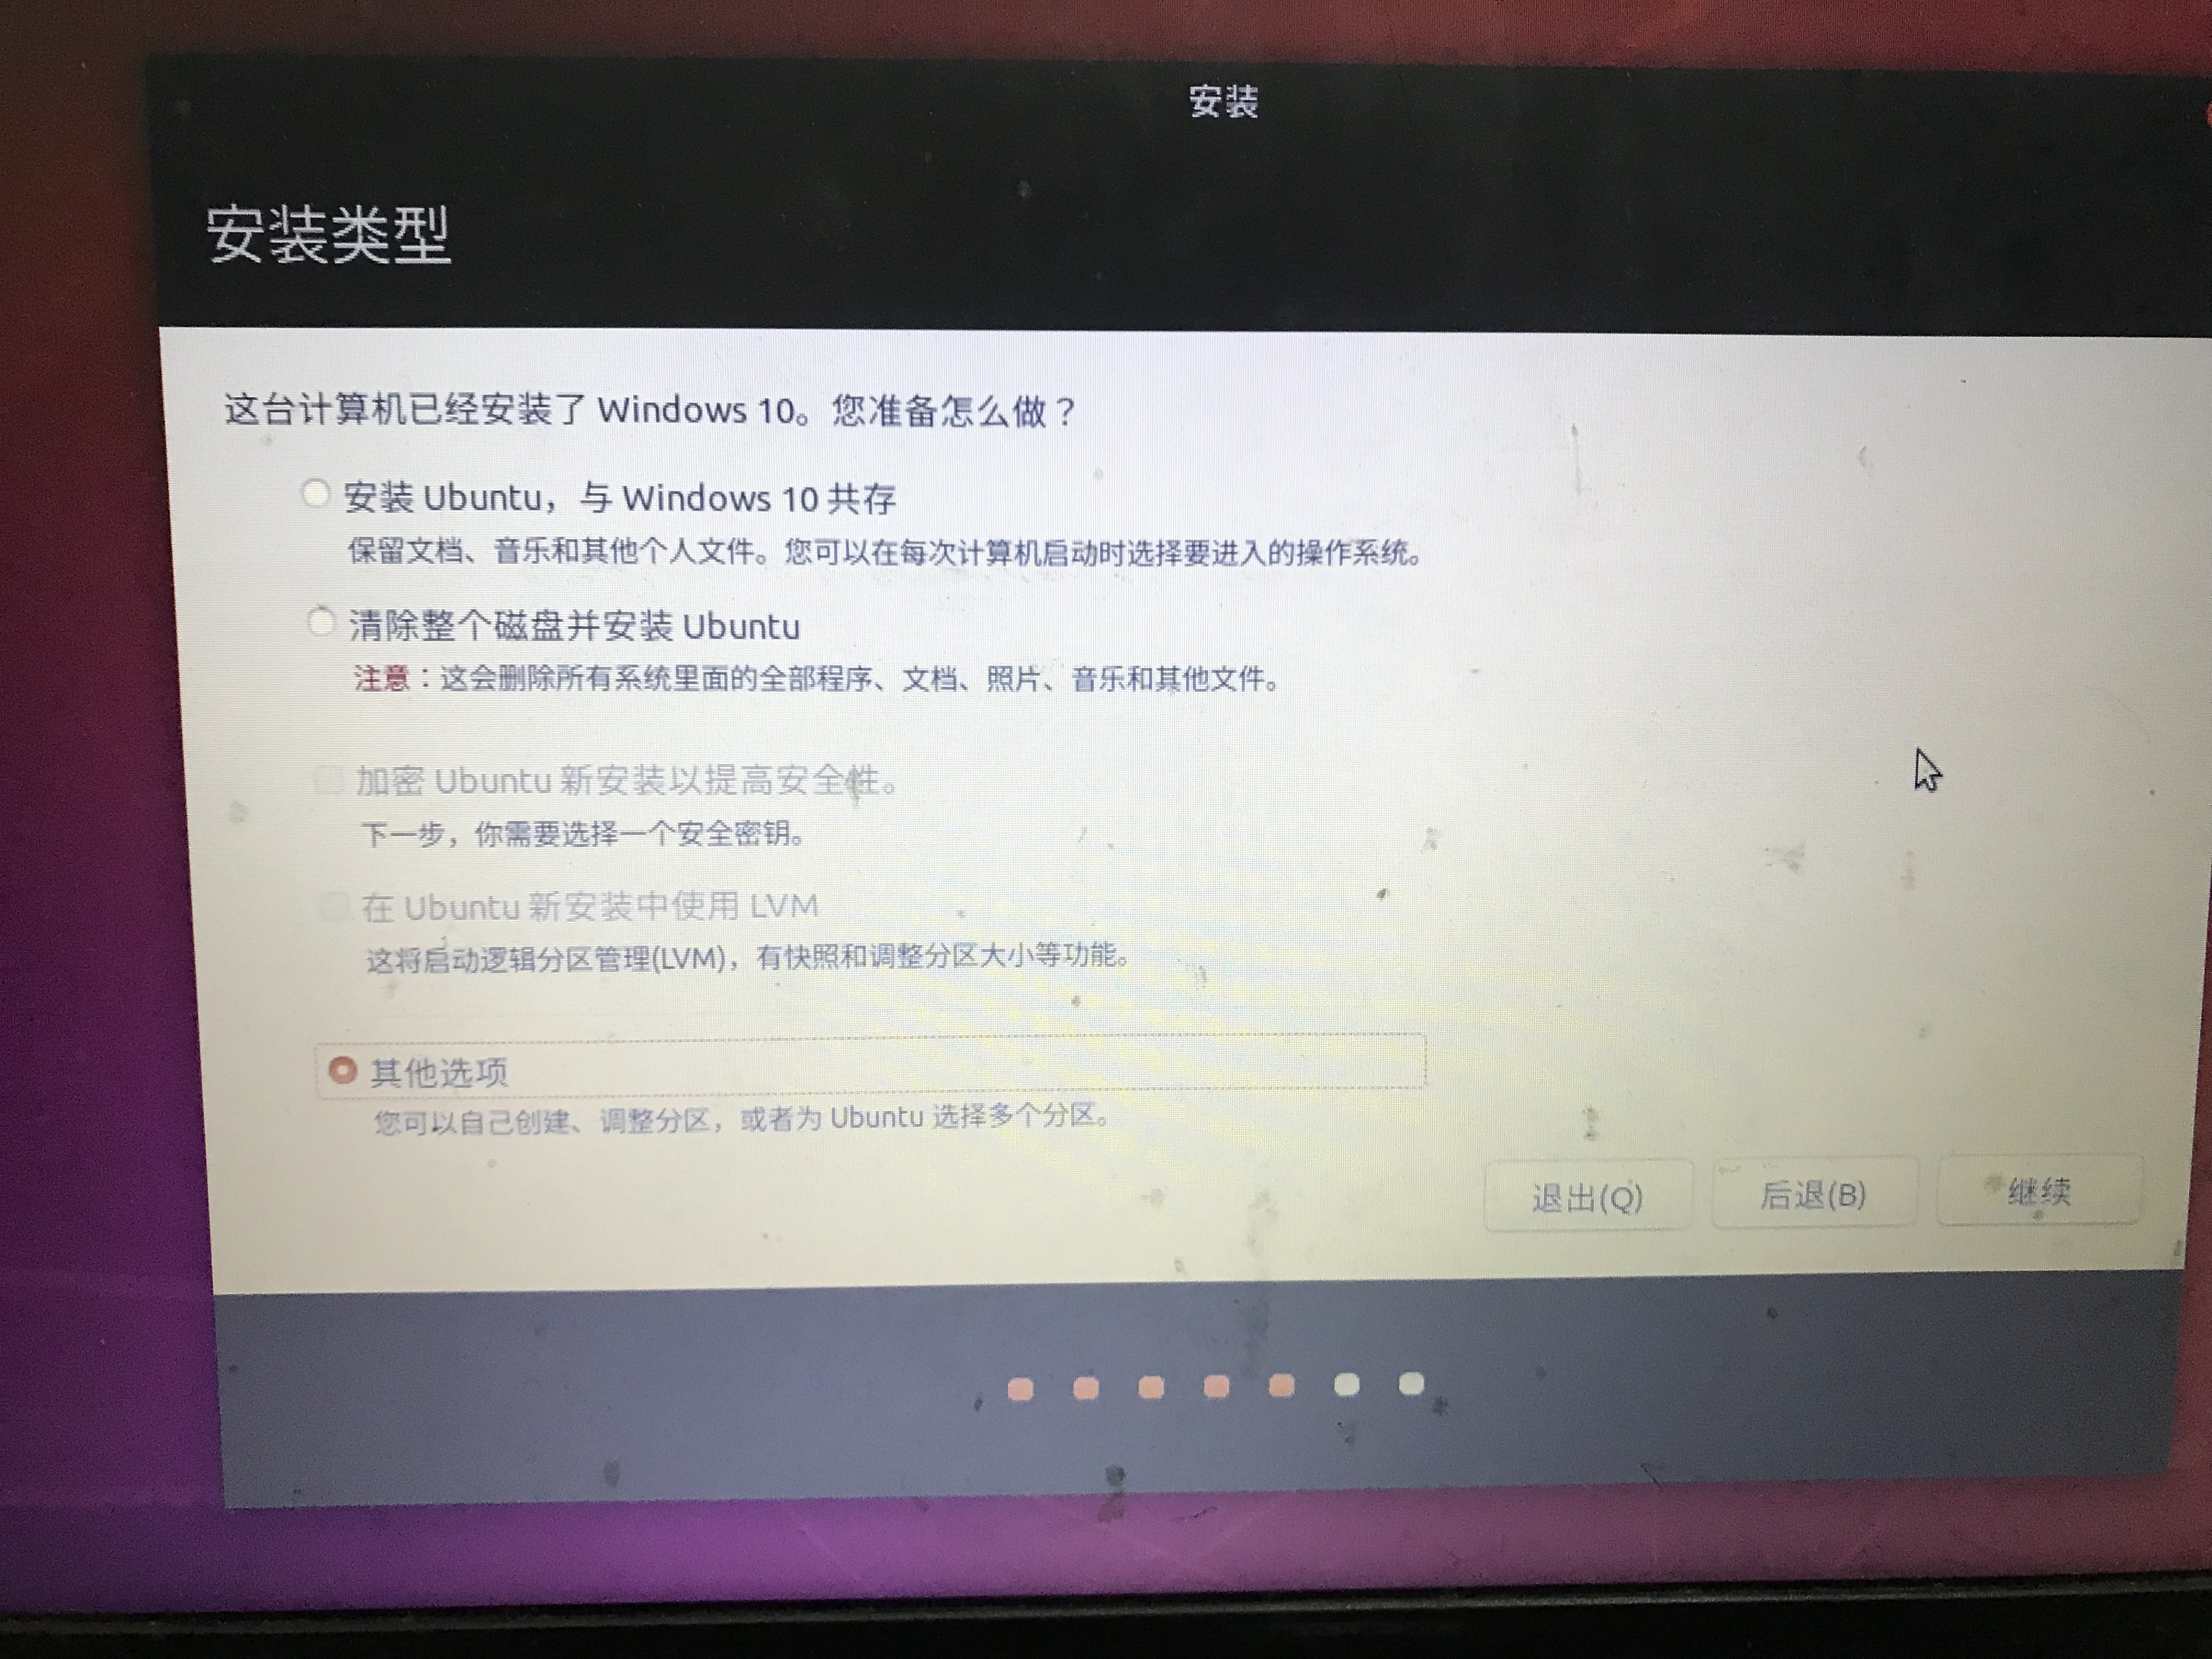 安装
安装类型
这台计算机已经安装了 Windows 10。您准备怎么做？
安装 Ubuntu，与 Windows 10 共存
保留文档、音乐和其他个人文件。您可以在每次计算机启动时选择要进入的操作系统。
清除整个磁盘并安装 Ubuntu
注意：这会删除所有系统里面的全部程序、文档、照片、音乐和其他文件。
加密 Ubuntu 新安装以提高安全性。
下一步，你需要选择一个安全密钥。
在 Ubuntu 新安装中使用 LVM
这将启动逻辑分区管理(LVM)，有快照和调整分区大小等功能。
其他选项
您可以自己创建、调整分区，或者为 Ubuntu 选择多个分区。
退出(Q) 后退(B) 继续